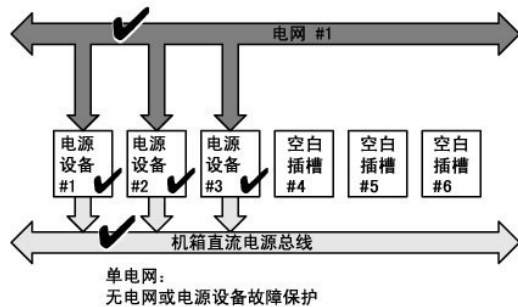 电网 #1
电源
设备
#1
电源
设备
#2
电源
设备
#3
空白
插槽
#4
空白
插槽
#5
空白
插槽
#6
机箱直流电源总线
单电网：
无电网或电源设备故障保护